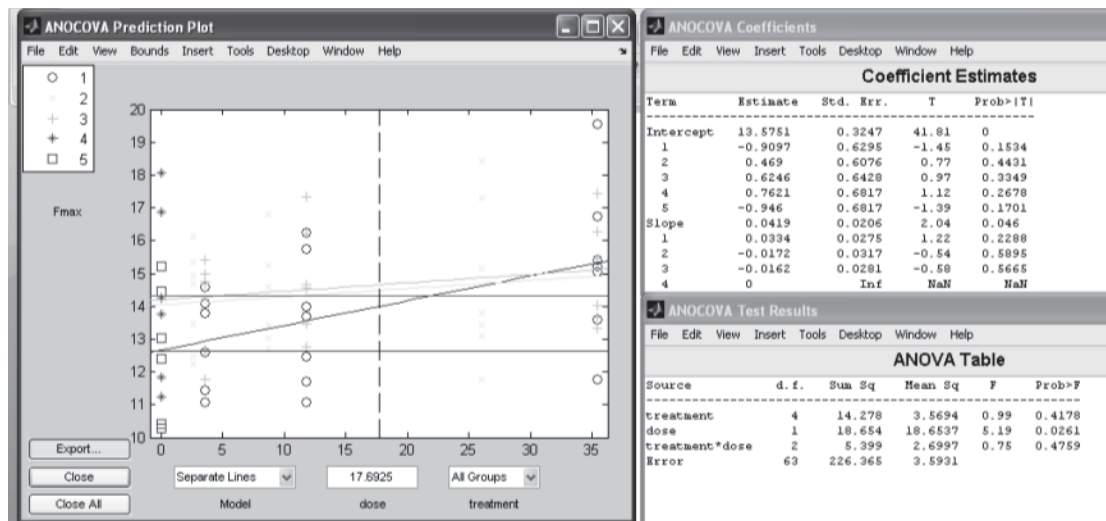 ANOCOVA Prediction Plot
File Edit View Bounds Insert Tools Desktop Window Help
1
2
3
4
5
Fmax
20
19
18
17
16
15
14
13
12
11
10
0 5 10 15 20 25 30 35
Export...
Close
Close All
Separate Lines
17.6925
All Groups
Model dose treatment
ANOCOVA Coefficients
File Edit View Insert Tools Desktop Window Help
Coefficient Estimates
Term Estimate Std. Err. T Prob>|T|
Intercept 13.5751 0.3247 41.81 0
1 -0.9097 0.6295 -1.45 0.1534
2 0.469 0.6076 0.77 0.4431
3 0.6246 0.6428 0.97 0.3349
4 0.7621 0.6817 1.12 0.2678
5 -0.946 0.6817 -1.39 0.1701
Slope 0.0419 0.0206 2.04 0.046
1 0.0334 0.0275 1.22 0.2288
2 -0.0172 0.0317 -0.54 0.5895
3 -0.0162 0.0281 -0.58 0.5665
4 0 Inf NaN NaN
ANOCOVA Test Results
File Edit View Insert Tools Desktop Window Help
ANOVA Table
Source d.f. Sum Sq Mean Sq F Prob>F
treatment 4 14.278 3.5694 0.99 0.4178
dose 1 18.654 18.6537 5.19 0.0261
treatment*dose 2 5.399 2.6997 0.75 0.4759
Error 63 226.365 3.5931